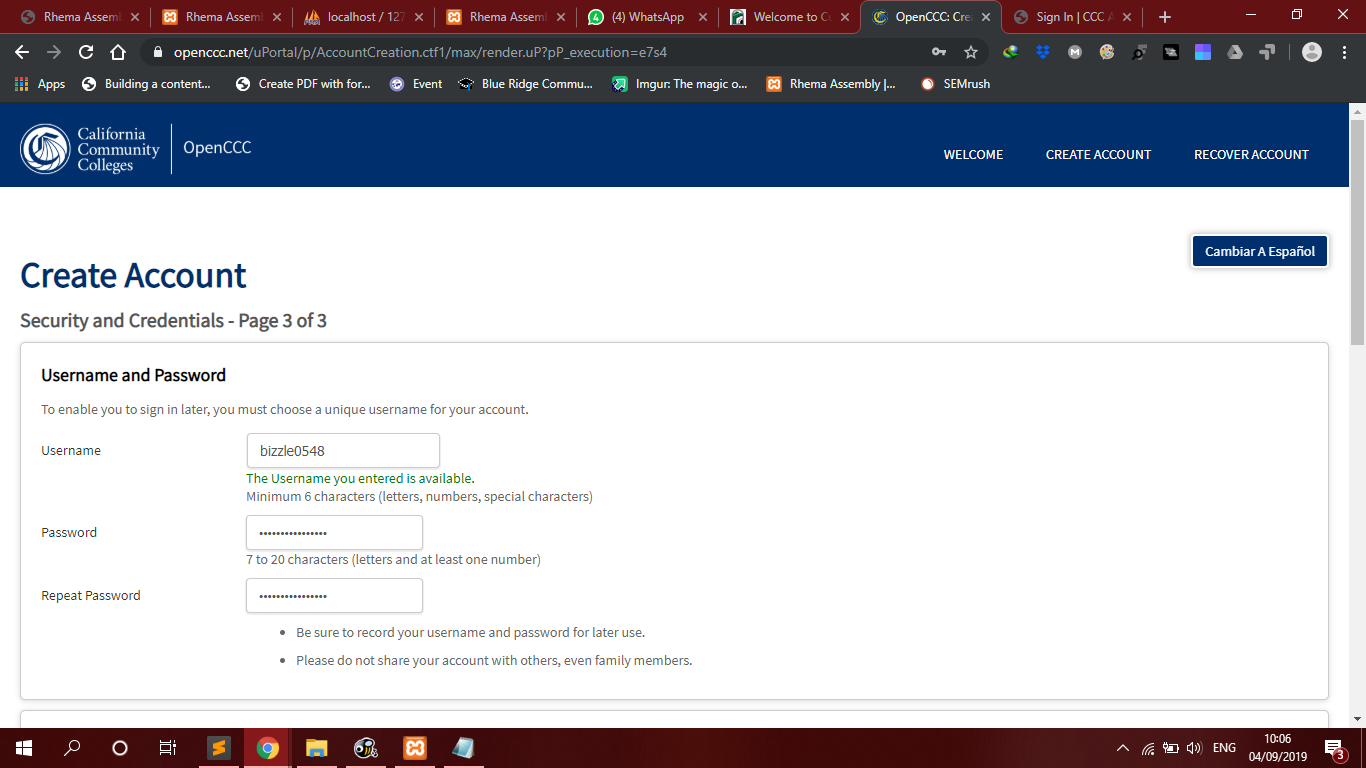 Rhema Assem
Rhema Assem
localhost / 127
Rhema Assem
(4) WhatsApp
Welcome to C
OpenCCC: Cre
Sign In | CCC A
openccc.net/uPortal/p/AccountCreation.ctf1/max/render.uP?pP_execution=e7s4
Apps
Building a content...
Create PDF with for...
Event
Blue Ridge Commu...
Imgur: The magic o...
Rhema Assembly |...
SEMrush
California
Community
Colleges
OpenCCC
WELCOME
CREATE ACCOUNT
RECOVER ACCOUNT
Cambiar A Español
Create Account
Security and Credentials - Page 3 of 3
Username and Password
To enable you to sign in later, you must choose a unique username for your account.
Username
bizzle0548
The Username you entered is available.
Minimum 6 characters (letters, numbers, special characters)
Password
••••••••••••••••
7 to 20 characters (letters and at least one number)
Repeat Password
••••••••••••••••
• Be sure to record your username and password for later use.
• Please do not share your account with others, even family members.
ENG
10:06
04/09/2019
3